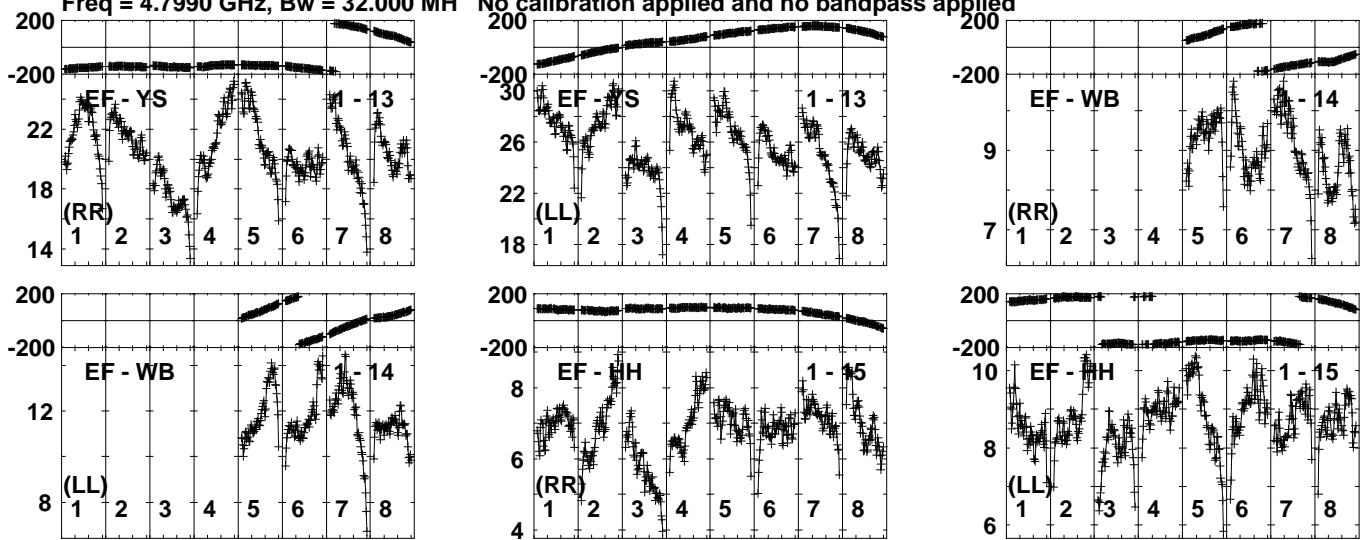 Freq = 4.7990 GHz, Bw = 32.000 MH No calibration applied and no bandpass applied
200
-200
EF - YS 1 - 13
22
18
14
(RR)
1 2 3 4 5 6 7 8
EF - YS 1 - 13
30
26
22
18
(LL)
1 2 3 4 5 6 7 8
200
-200
EF - WB 1 - 14
9
7
(RR)
1 2 3 4 5 6 7 8
200
-200
EF - WB 1 - 14
12
8
(LL)
1 2 3 4 5 6 7 8
200
-200
EF - HH 1 - 15
8
6
4
(RR)
1 2 3 4 5 6 7 8
200
-200
EF - HH 1 - 15
10
8
6
(LL)
1 2 3 4 5 6 7 8